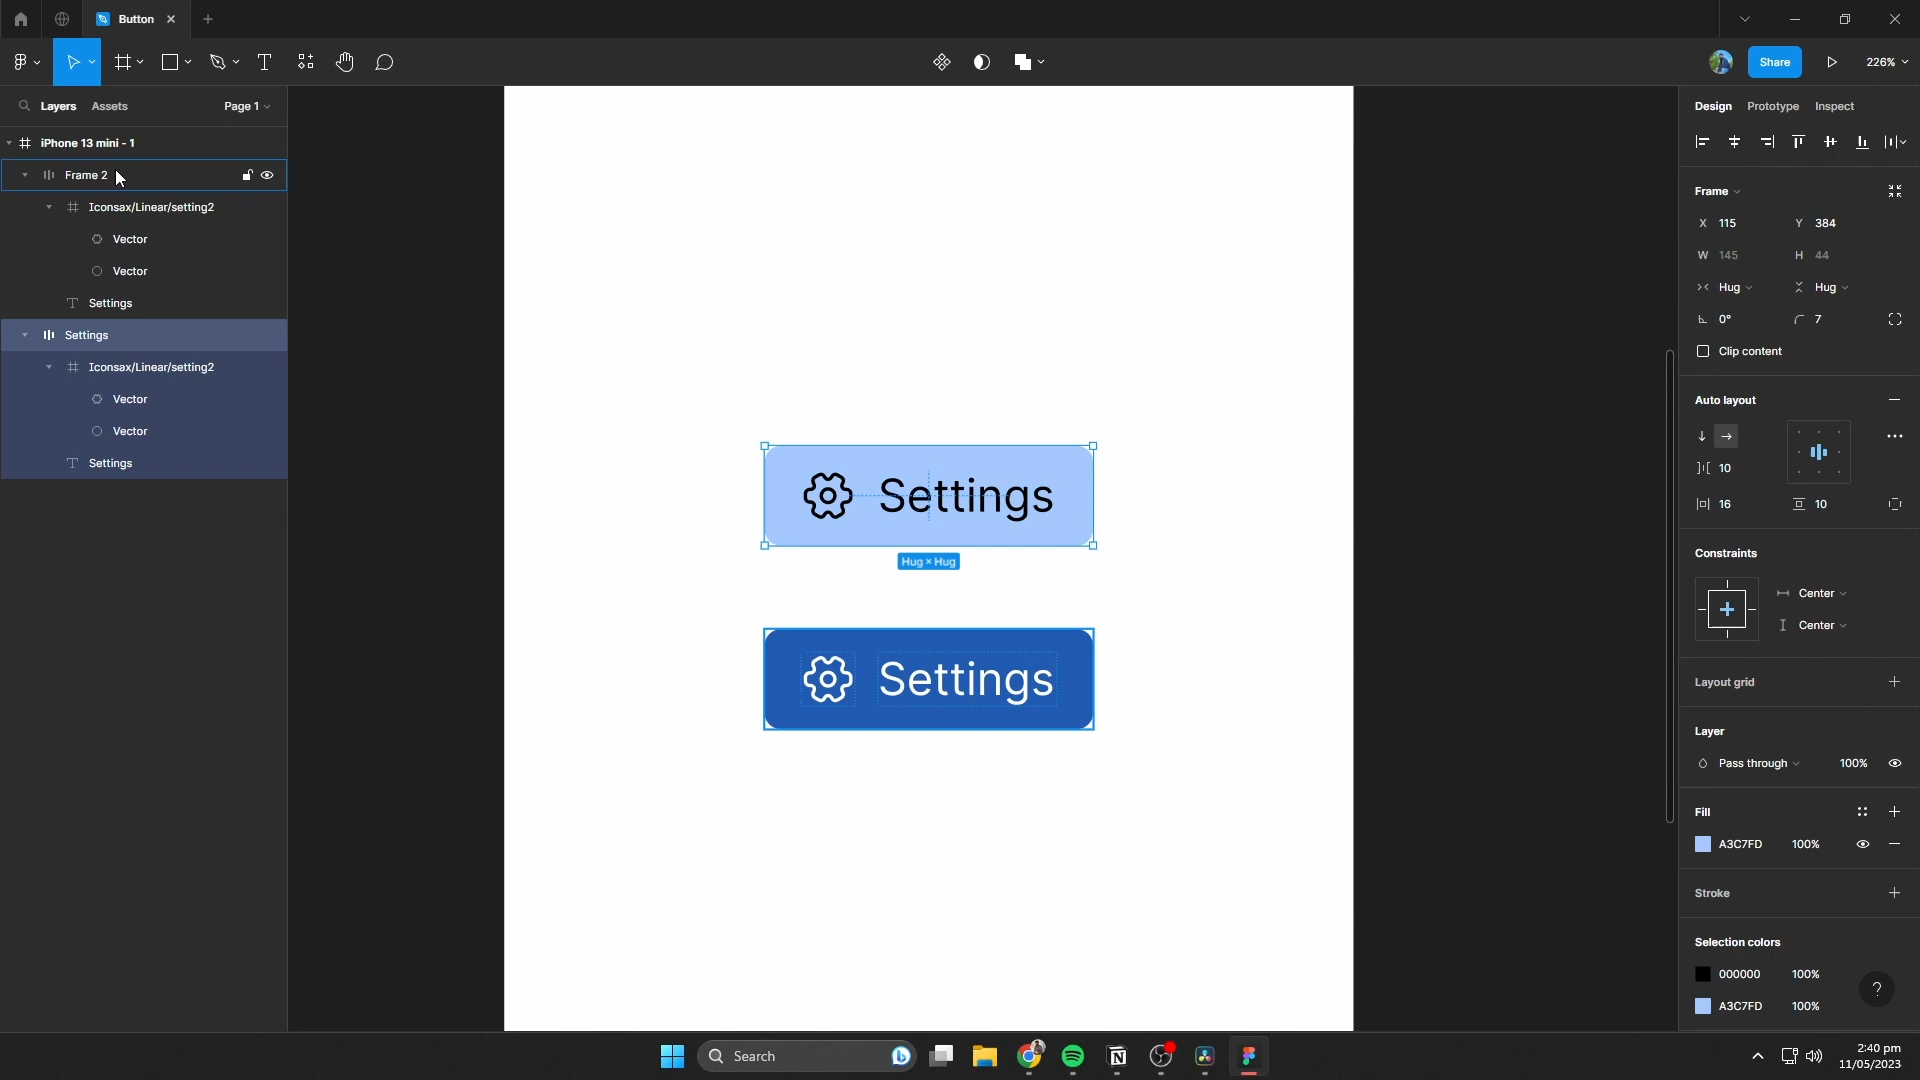 Button
Share
226%
Layers Assets Page 1
iPhone 13 mini - 1
Frame 2
Iconsax/Linear/setting2
Vector
Vector
Settings
Settings
Iconsax/Linear/setting2
Vector
Vector
Settings
Settings
Hug × Hug
Settings
Design Prototype Inspect
Frame
X 115 Y 384
W 145 H 44
Hug Hug
0° 7
Clip content
Auto layout
10
16 10
Constraints
Center
Center
Layout grid
Layer
Pass through 100%
Fill
A3C7FD 100%
Stroke
Selection colors
000000 100%
A3C7FD 100%
?
Search
2:40 pm
11/05/2023